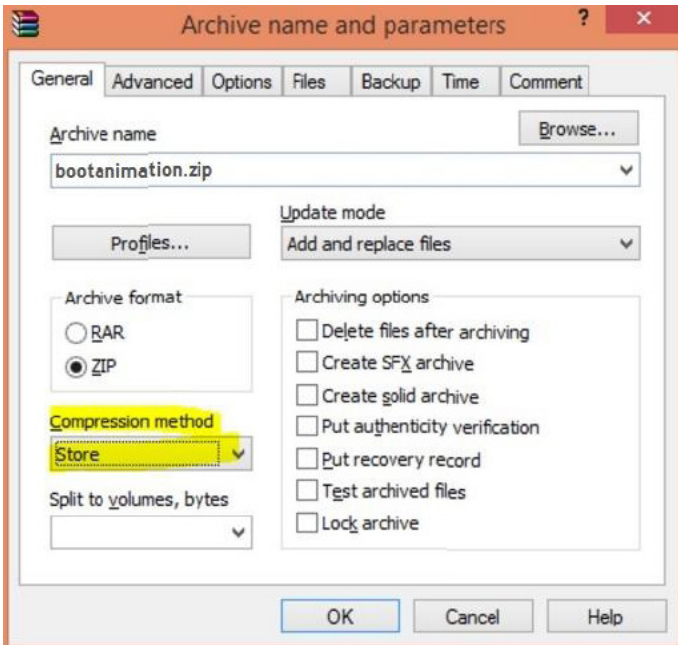 Archive name and parameters
? ×
General Advanced Options Files Backup Time Comment
Archive name
Browse...
bootanimation.zip
Profiles...
Update mode
Add and replace files
Archive format
RAR
ZIP
Compression method
Store
Split to volumes, bytes
Archiving options
Delete files after archiving
Create SFX archive
Create solid archive
Put authenticity verification
Put recovery record
Test archived files
Lock archive
OK Cancel Help